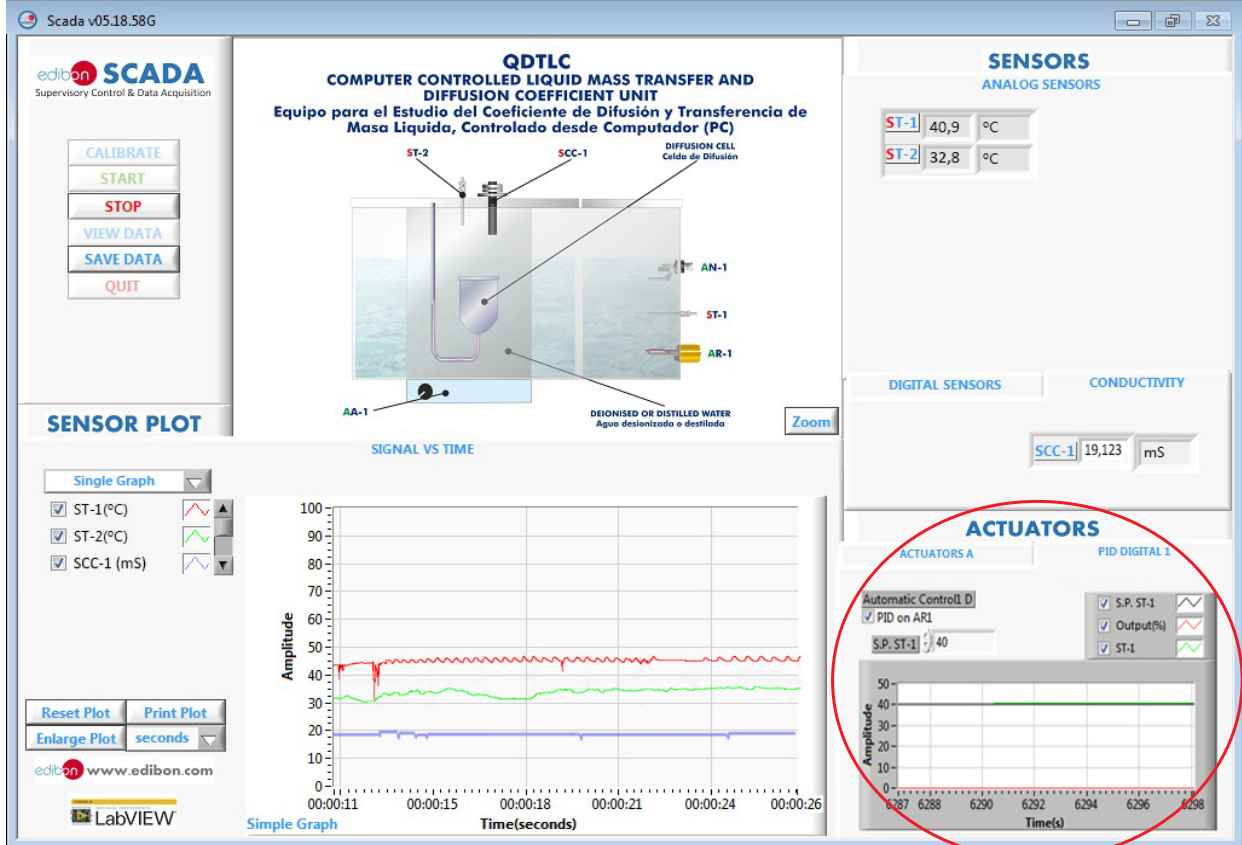 Scada v05.18.58G
edibon SCADA
Supervisory Control & Data Acquisition
CALIBRATE
START
STOP
VIEW DATA
SAVE DATA
QUIT
QDTLC
COMPUTER CONTROLLED LIQUID MASS TRANSFER AND
DIFFUSION COEFFICIENT UNIT
Equipo para el Estudio del Coeficiente de Difusión y Transferencia de
Masa Liquida, Controlado desde Computador (PC)
ST-2
SCC-1
DIFFUSION CELL
Celda de Difusión
AN-1
ST-1
AR-1
AA-1
DEIONISED OR DISTILLED WATER
Agua desionizada o destilada
Zoom
SENSORS
ANALOG SENSORS
ST-1 40,9 ºC
ST-2 32,8 ºC
DIGITAL SENSORS
CONDUCTIVITY
SCC-1 19,123 mS
SENSOR PLOT
SIGNAL VS TIME
Single Graph
ST-1(ºC)
ST-2(ºC)
SCC-1 (mS)
Reset Plot
Print Plot
Enlarge Plot
seconds
edibon www.edibon.com
LabVIEW
Amplitude
100
90
80
70
60
50
40
30
20
10
0
00:00:11
00:00:15
00:00:18
00:00:21
00:00:24
00:00:26
Simple Graph
Time(seconds)
ACTUATORS
ACTUATORS A
PID DIGITAL 1
Automatic Control1 D
PID on AR1
S.P. ST-1 40
S.P. ST-1
Output(%)
ST-1
Amplitude
50
40
30
20
10
0
6287 6288 6290 6292 6294 6296 6298
Time(s)